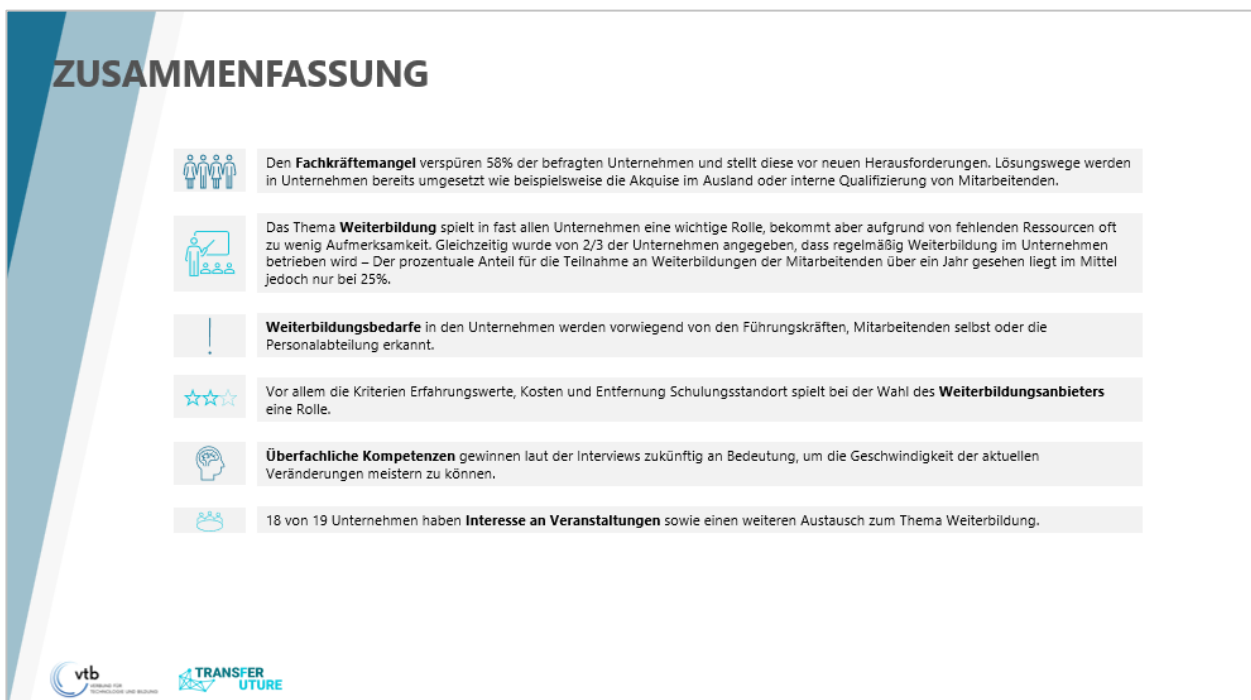 ZUSAMMENFASSUNG
Den Fachkräftemangel verspüren 58% der befragten Unternehmen und stellt diese vor neuen Herausforderungen. Lösungswege werden
in Unternehmen bereits umgesetzt wie beispielsweise die Akquise im Ausland oder interne Qualifizierung von Mitarbeitenden.
Das Thema Weiterbildung spielt in fast allen Unternehmen eine wichtige Rolle, bekommt aber aufgrund von fehlenden Ressourcen oft
zu wenig Aufmerksamkeit. Gleichzeitig wurde von 2/3 der Unternehmen angegeben, dass regelmäßig Weiterbildung im Unternehmen
betrieben wird – Der prozentuale Anteil für die Teilnahme an Weiterbildungen der Mitarbeitenden über ein Jahr gesehen liegt im Mittel
jedoch nur bei 25%.
Weiterbildungsbedarfe in den Unternehmen werden vorwiegend von den Führungskräften, Mitarbeitenden selbst oder die
Personalabteilung erkannt.
Vor allem die Kriterien Erfahrungswerte, Kosten und Entfernung Schulungsstandort spielt bei der Wahl des Weiterbildungsanbieters
eine Rolle.
Überfachliche Kompetenzen gewinnen laut der Interviews zukünftig an Bedeutung, um die Geschwindigkeit der aktuellen
Veränderungen meistern zu können.
18 von 19 Unternehmen haben Interesse an Veranstaltungen sowie einen weiteren Austausch zum Thema Weiterbildung.
vtb
VERBUND FÜR
TECHNOLOGIE UND BILDUNG
TRANSFER
UTURE